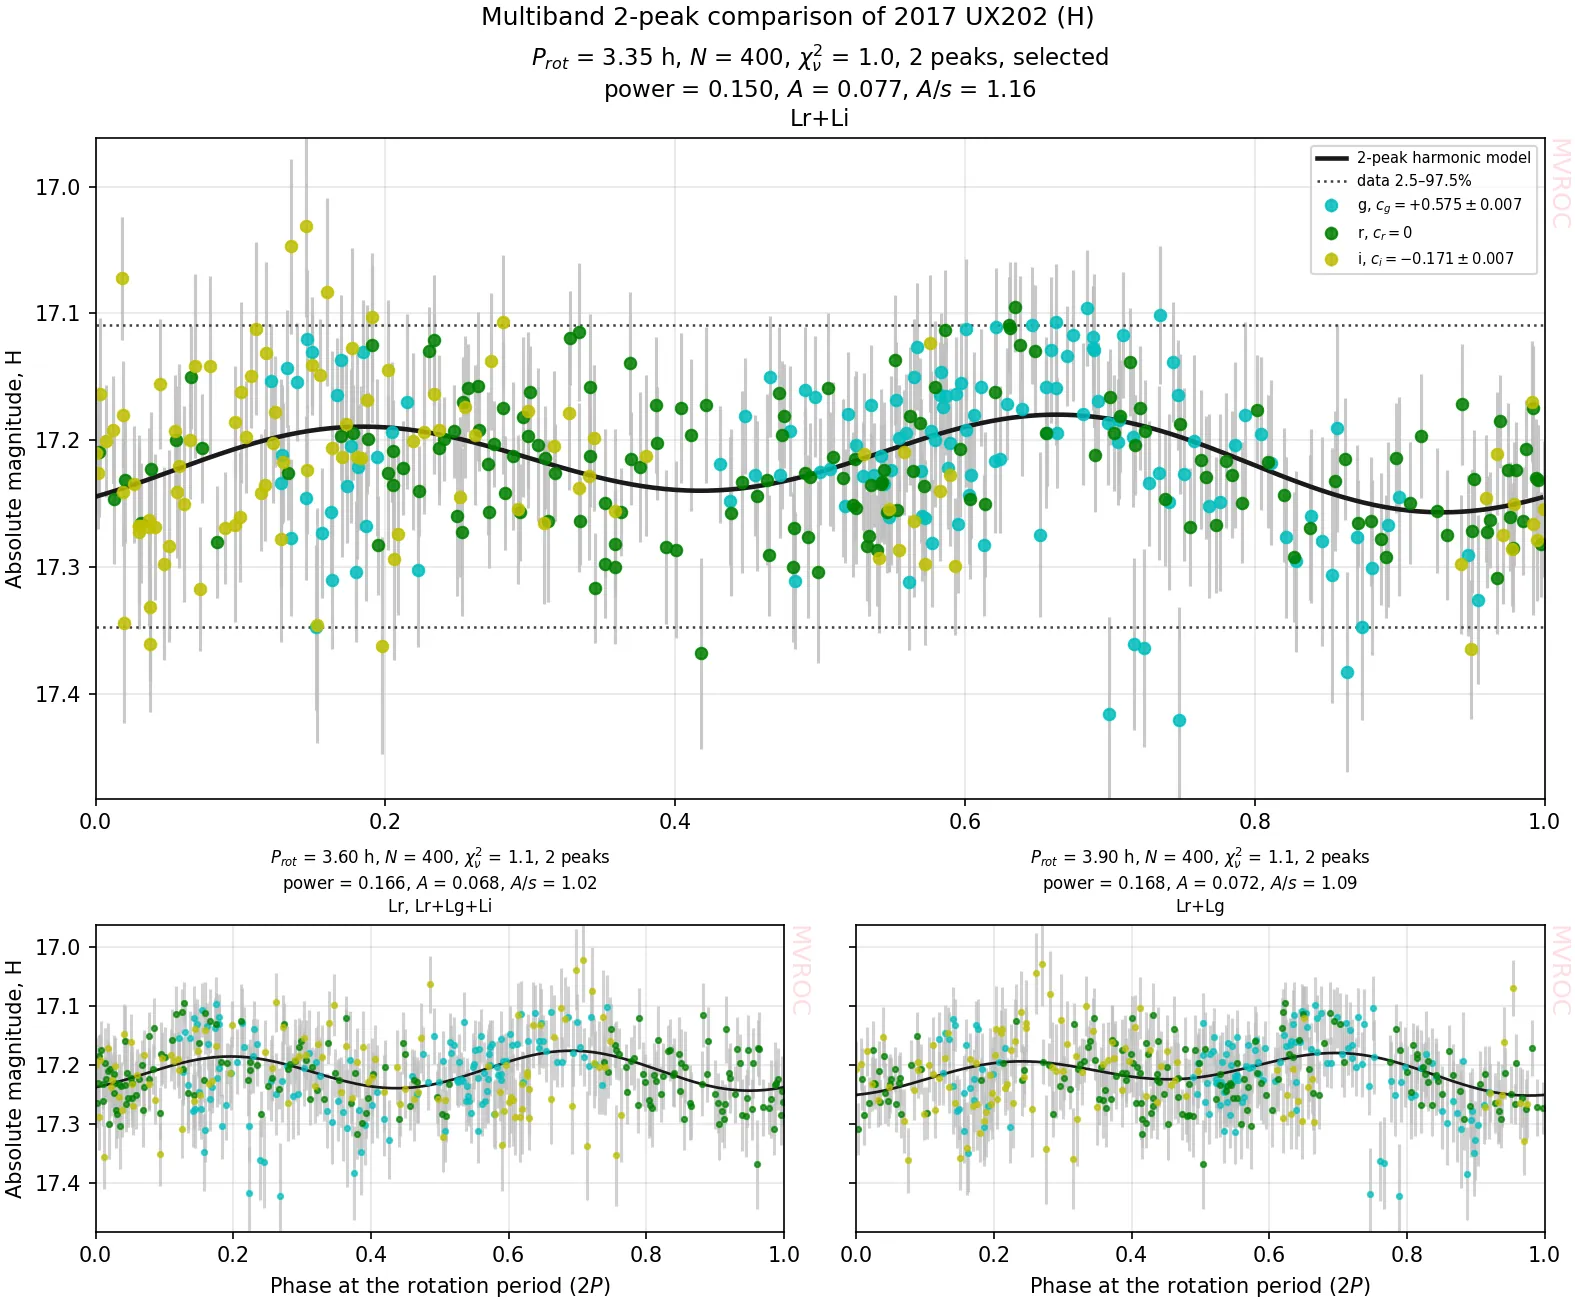 Multiband 2-peak comparison of 2017 UX202 (H)
P_rot = 3.35 h, N = 400, χ²_ν = 1.0, 2 peaks, selected
power = 0.150, A = 0.077, A/s = 1.16
Lr+Li
2-peak harmonic model
data 2.5–97.5%
g, c_g = +0.575 ± 0.007
r, c_r = 0
i, c_i = −0.171 ± 0.007
MVROC
Absolute magnitude, H
17.0
17.1
17.2
17.3
17.4
0.0 0.2 0.4 0.6 0.8 1.0
P_rot = 3.60 h, N = 400, χ²_ν = 1.1, 2 peaks
power = 0.166, A = 0.068, A/s = 1.02
Lr, Lr+Lg+Li
MVROC
Absolute magnitude, H
17.0
17.1
17.2
17.3
17.4
0.0 0.2 0.4 0.6 0.8 1.0
Phase at the rotation period (2P)
P_rot = 3.90 h, N = 400, χ²_ν = 1.1, 2 peaks
power = 0.168, A = 0.072, A/s = 1.09
Lr+Lg
MVROC
0.0 0.2 0.4 0.6 0.8 1.0
Phase at the rotation period (2P)